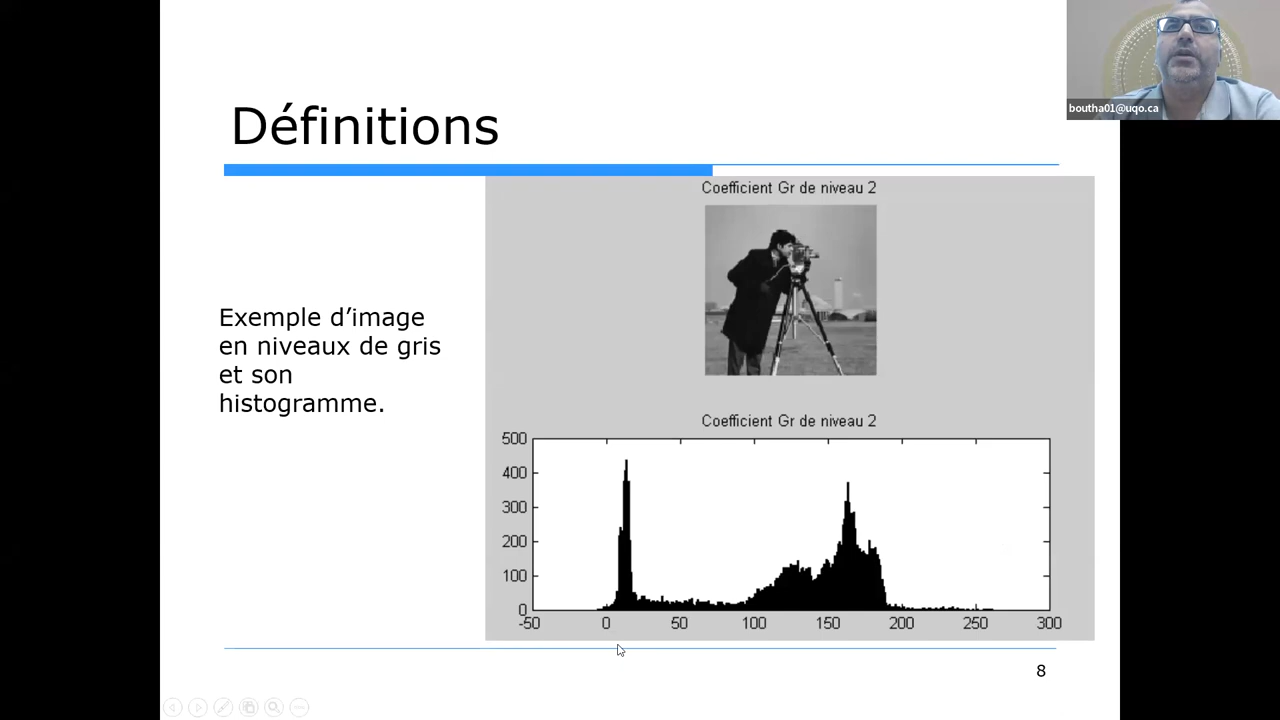 boutha01@uqo.ca
Définitions
Coefficient Gr de niveau 2
Exemple d’image
en niveaux de gris
et son
histogramme.
Coefficient Gr de niveau 2
500
400
300
200
100
0
-50 0 50 100 150 200 250 300
8